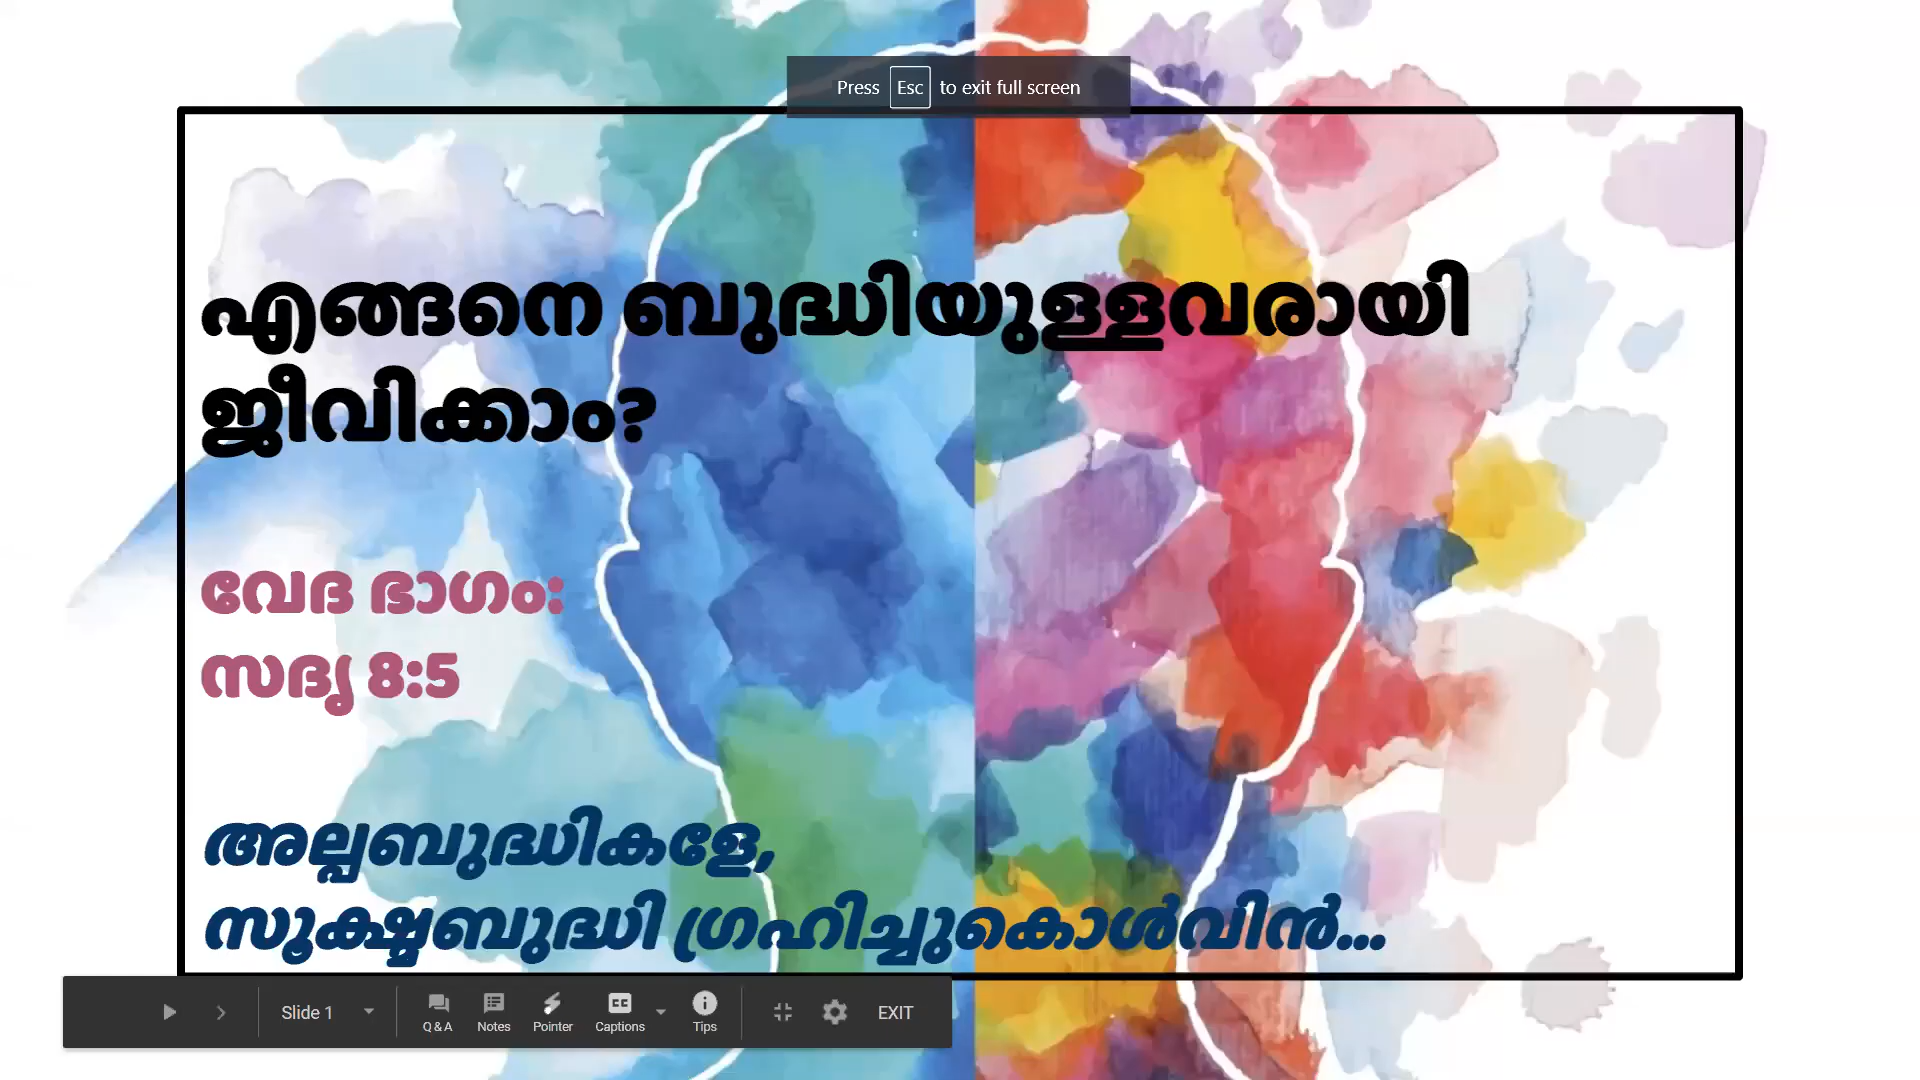 Press Esc to exit full screen
എങ്ങനെ ബുദ്ധിയുള്ളവരായി
ജീവിക്കാം?
വേദ ഭാഗം:
സദൃ 8:5
അല്പബുദ്ധികളേ,
സൂക്ഷ്മബുദ്ധി ഗ്രഹിച്ചുകൊൾവിൻ...
Slide 1 Q & A Notes Pointer Captions Tips EXIT